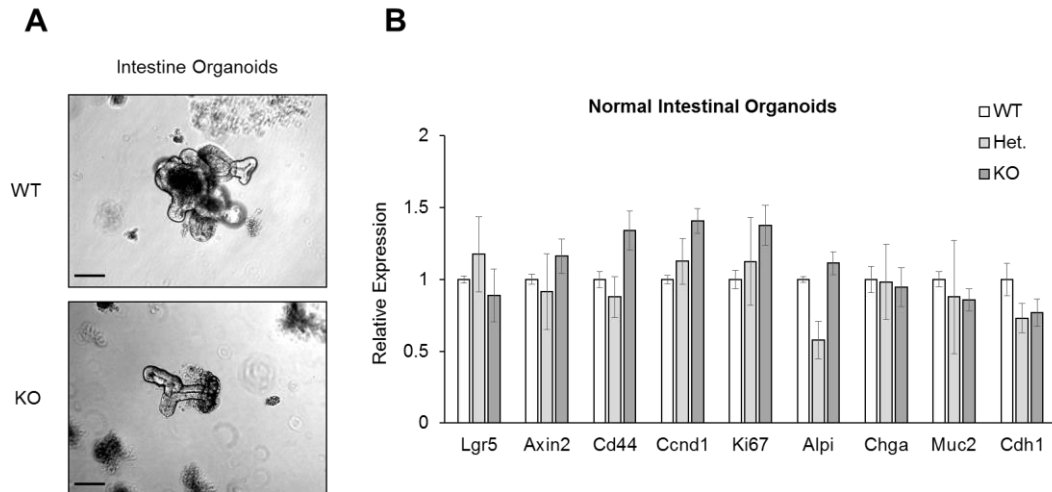 A
Intestine Organoids
WT
KO
B
Normal Intestinal Organoids
WT
Het.
KO
Relative Expression
2
1.5
1
0.5
0
Lgr5 Axin2 Cd44 Ccnd1 Ki67 Alpi Chga Muc2 Cdh1